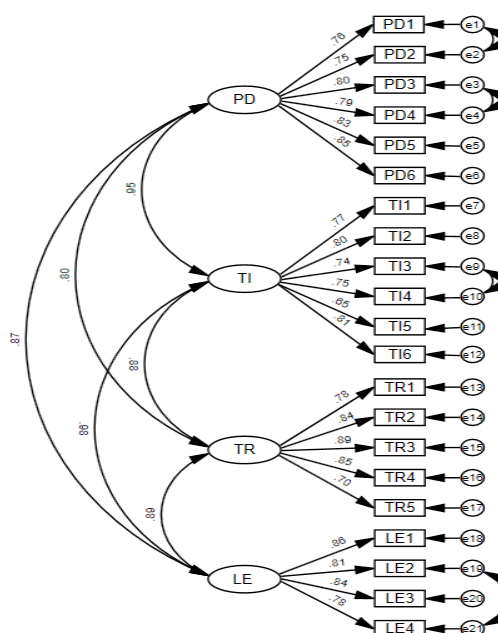 PD1
e1
.76
PD2
e2
.75
PD3
e3
.80
PD4
e4
.79
PD
PD5
e5
.83
PD6
e6
.85
.95
TI1
e7
.77
TI2
e8
.80
TI3
e9
.74
TI
TI4
e10
.75
TI5
e11
.65
TI6
e12
.81
.80
.87
.88
TR1
e13
.78
TR2
e14
.84
TR
TR3
e15
.89
TR4
e16
.85
TR5
e17
.70
.89
LE1
e18
.86
LE2
e19
.81
LE
LE3
e20
.84
LE4
e21
.78